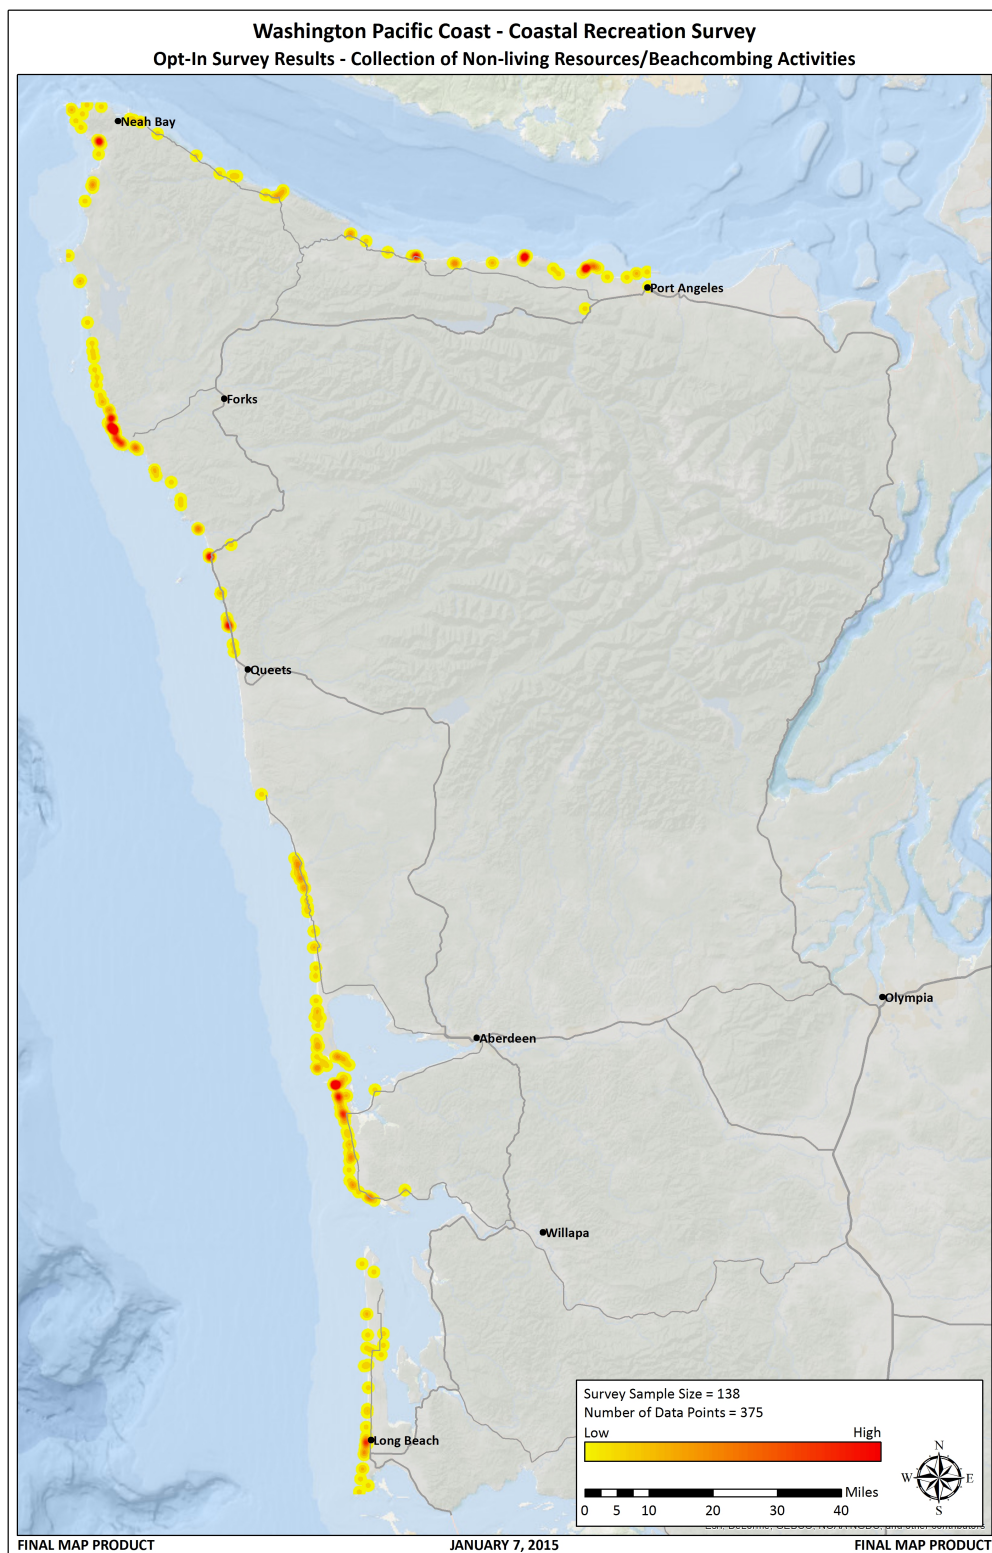 Washington Pacific Coast - Coastal Recreation Survey
Opt-In Survey Results - Collection of Non-living Resources/Beachcombing Activities
Neah Bay
Port Angeles
Forks
Queets
Olympia
Aberdeen
Willapa
Long Beach
Survey Sample Size = 138
Number of Data Points = 375
Low High
N
W E
S
Miles
0 5 10 20 30 40
FINAL MAP PRODUCT JANUARY 7, 2015 FINAL MAP PRODUCT